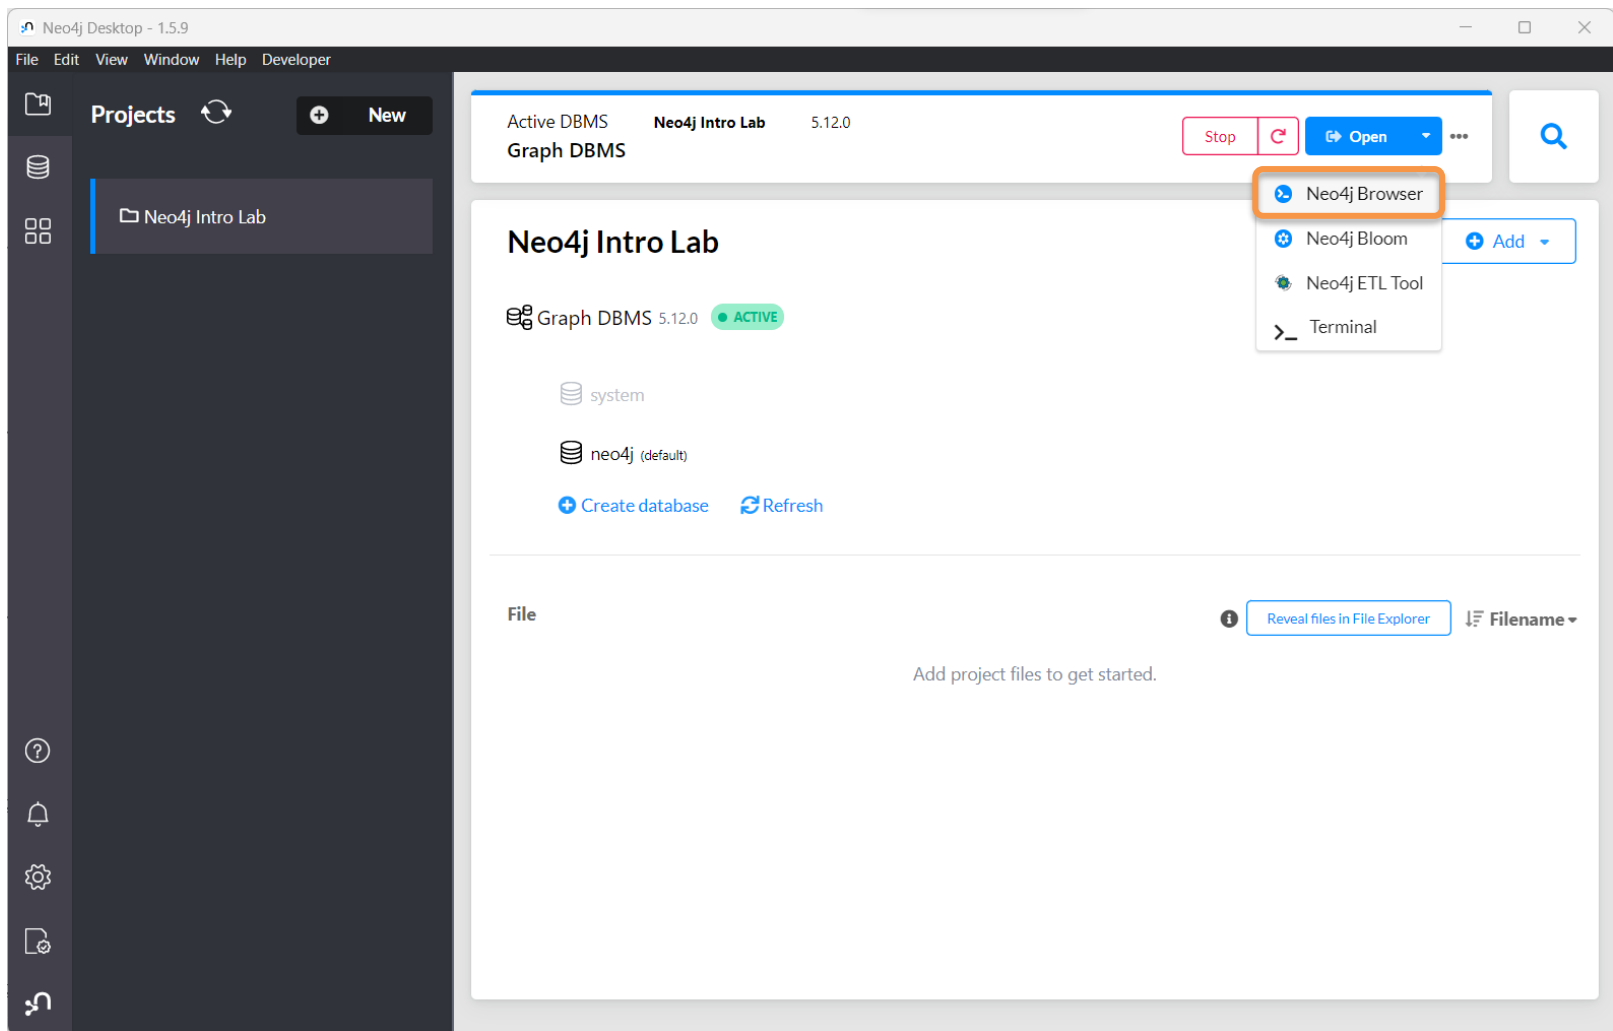 Neo4j Desktop - 1.5.9
File Edit View Window Help Developer
Projects
New
Neo4j Intro Lab
Active DBMS Neo4j Intro Lab 5.12.0
Graph DBMS
Stop
Open
Neo4j Browser
Neo4j Bloom
Neo4j ETL Tool
Terminal
Neo4j Intro Lab
Add
Graph DBMS 5.12.0 ACTIVE
system
neo4j (default)
Create database Refresh
File
Reveal files in File Explorer Filename
Add project files to get started.